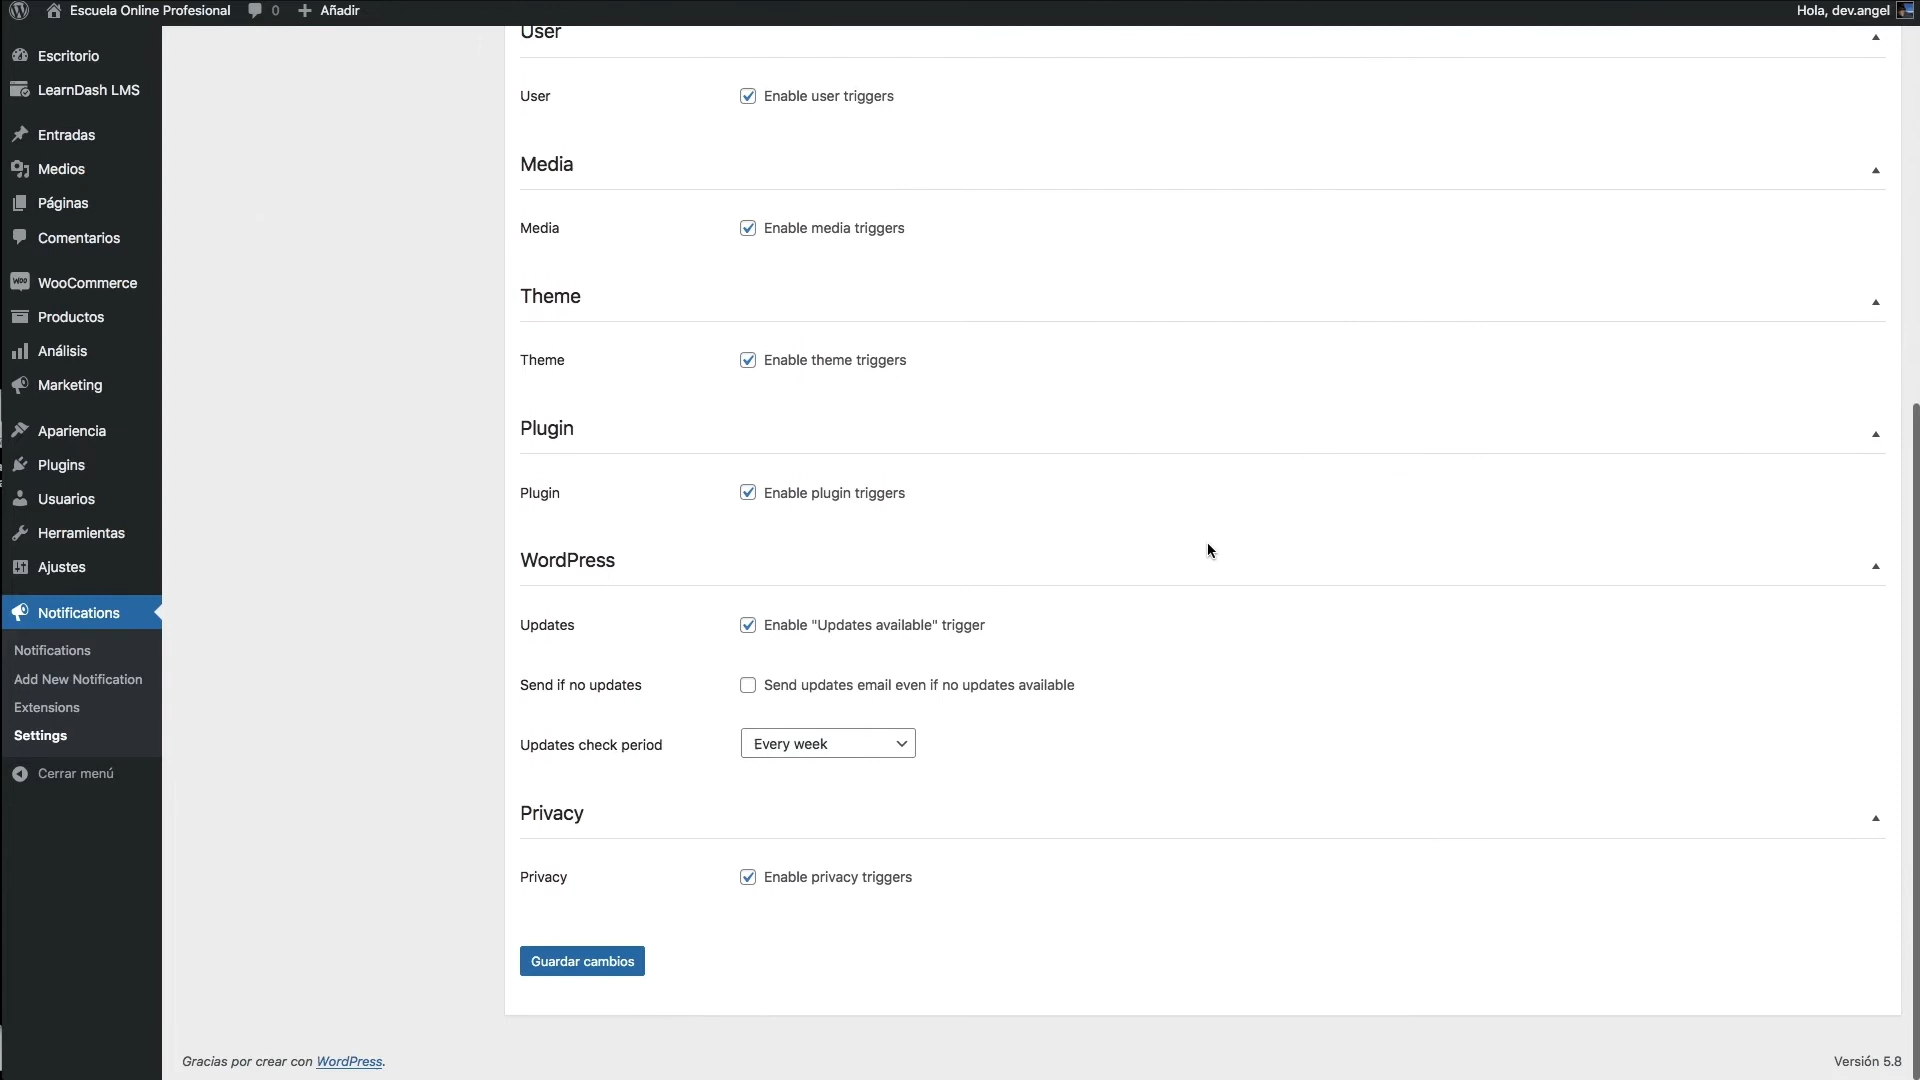 Escuela Online Profesional 0 Añadir Hola, dev.angel
Escritorio
LearnDash LMS
Entradas
Medios
Páginas
Comentarios
WooCommerce
Productos
Análisis
Marketing
Apariencia
Plugins
Usuarios
Herramientas
Ajustes
Notifications
Notifications
Add New Notification
Extensions
Settings
Cerrar menú
User
User Enable user triggers
Media
Media Enable media triggers
Theme
Theme Enable theme triggers
Plugin
Plugin Enable plugin triggers
WordPress
Updates Enable "Updates available" trigger
Send if no updates Send updates email even if no updates available
Updates check period Every week
Privacy
Privacy Enable privacy triggers
Guardar cambios
Gracias por crear con WordPress. Versión 5.8